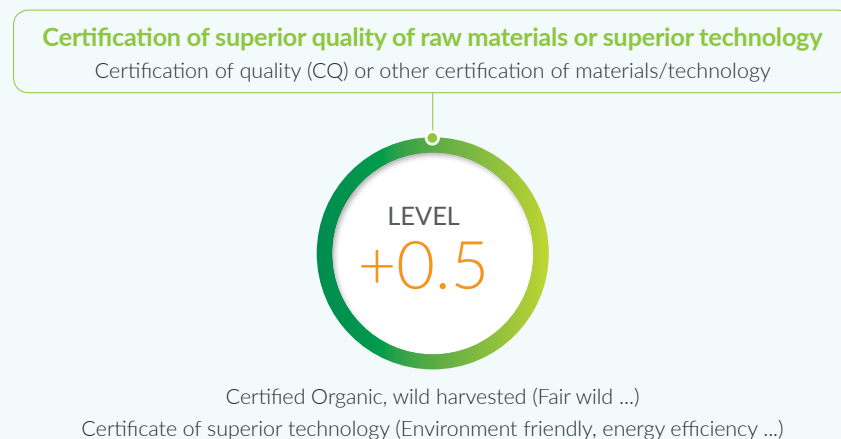 Certification of superior quality of raw materials or superior technology
Certification of quality (CQ) or other certification of materials/technology
LEVEL
+0.5
Certified Organic, wild harvested (Fair wild ...)
Certificate of superior technology (Environment friendly, energy efficiency ...)